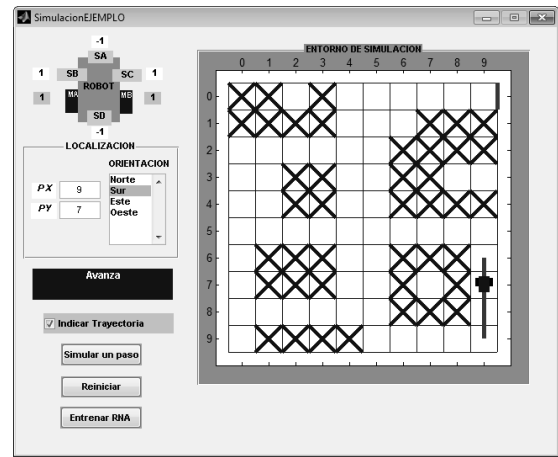 SimulacionEJEMPLO
-1
SA
1 SB SC 1
ROBOT
1 MA MB 1
SD
-1
LOCALIZACION
ORIENTACION
PX 9
PY 7
Norte
Sur
Este
Oeste
Avanza
Indicar Trayectoria
Simular un paso
Reiniciar
Entrenar RNA
ENTORNO DE SIMULACION
0 1 2 3 4 5 6 7 8 9
0
1
2
3
4
5
6
7
8
9